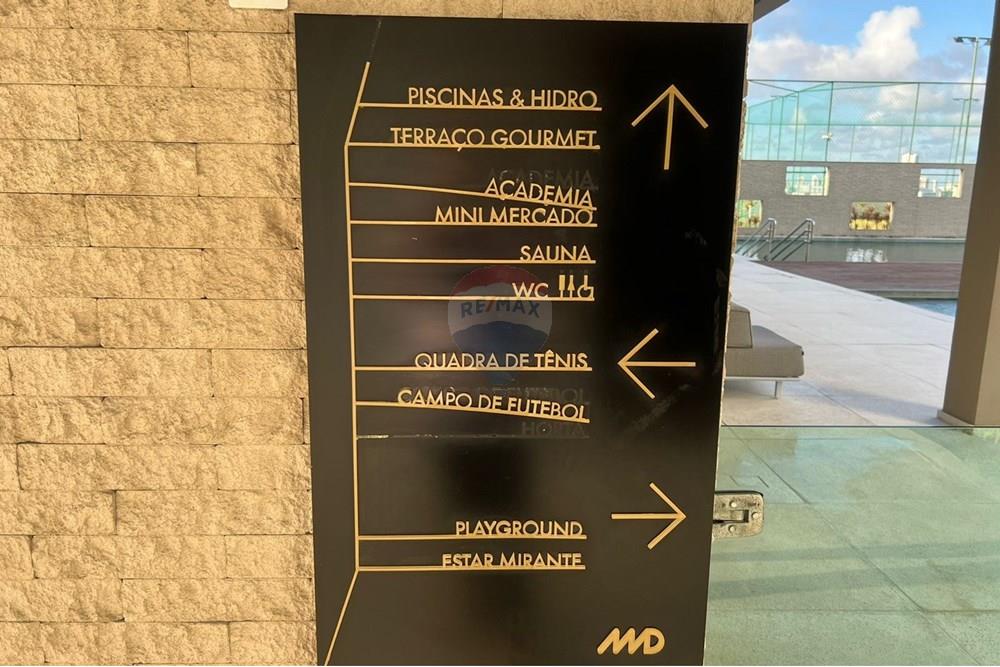 PISCINAS & HIDRO
TERRAÇO GOURMET
ACADEMIA
MINI MERCADO
SAUNA
WC
RE/MAX
QUADRA DE TÊNIS
CAMPO DE FUTEBOL
HORTA
PLAYGROUND
ESTAR MIRANTE
MD